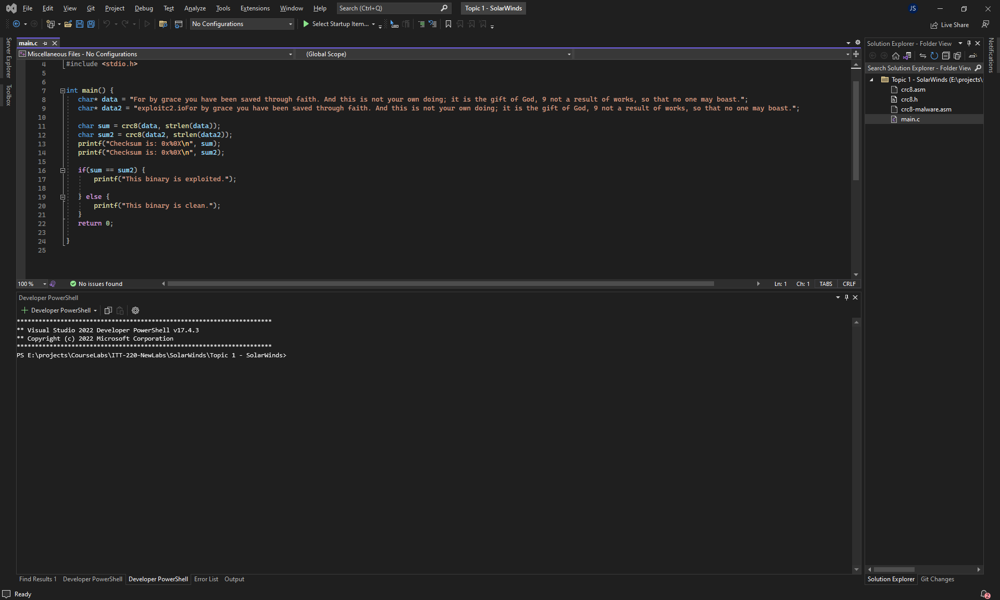 File Edit View Git Project Debug Test Analyze Tools Extensions Window Help Search (Ctrl+Q) Topic 1 - SolarWinds JS
No Configurations Select Startup Item... Live Share
Server Explorer
Toolbox
main.c
Miscellaneous Files - No Configurations (Global Scope)
4 #include <stdio.h>
5
6
7 int main() {
8 char* data = "For by grace you have been saved through faith. And this is not your own doing; it is the gift of God, 9 not a result of works, so that no one may boast.";
9 char* data2 = "exploitc2.ioFor by grace you have been saved through faith. And this is not your own doing; it is the gift of God, 9 not a result of works, so that no one may boast.";
10
11 char sum = crc8(data, strlen(data));
12 char sum2 = crc8(data2, strlen(data2));
13 printf("Checksum is: 0x%0X\n", sum);
14 printf("Checksum is: 0x%0X\n", sum2);
15
16 if(sum == sum2) {
17 printf("This binary is exploited.");
18
19 } else {
20 printf("This binary is clean.");
21 }
22 return 0;
23
24 }
25
100 % No issues found Ln: 1 Ch: 1 TABS CRLF
Developer PowerShell
Developer PowerShell
**********************************************************************
** Visual Studio 2022 Developer PowerShell v17.4.3
** Copyright (c) 2022 Microsoft Corporation
**********************************************************************
PS E:\projects\CourseLabs\ITT-220-NewLabs\SolarWinds\Topic 1 - SolarWinds>
Find Results 1 Developer PowerShell Developer PowerShell Error List Output
Solution Explorer - Folder View
Search Solution Explorer - Folder View
Topic 1 - SolarWinds (E:\projects\
crc8.asm
crc8.h
crc8-malware.asm
main.c
Solution Explorer Git Changes
Notifications
Ready 2